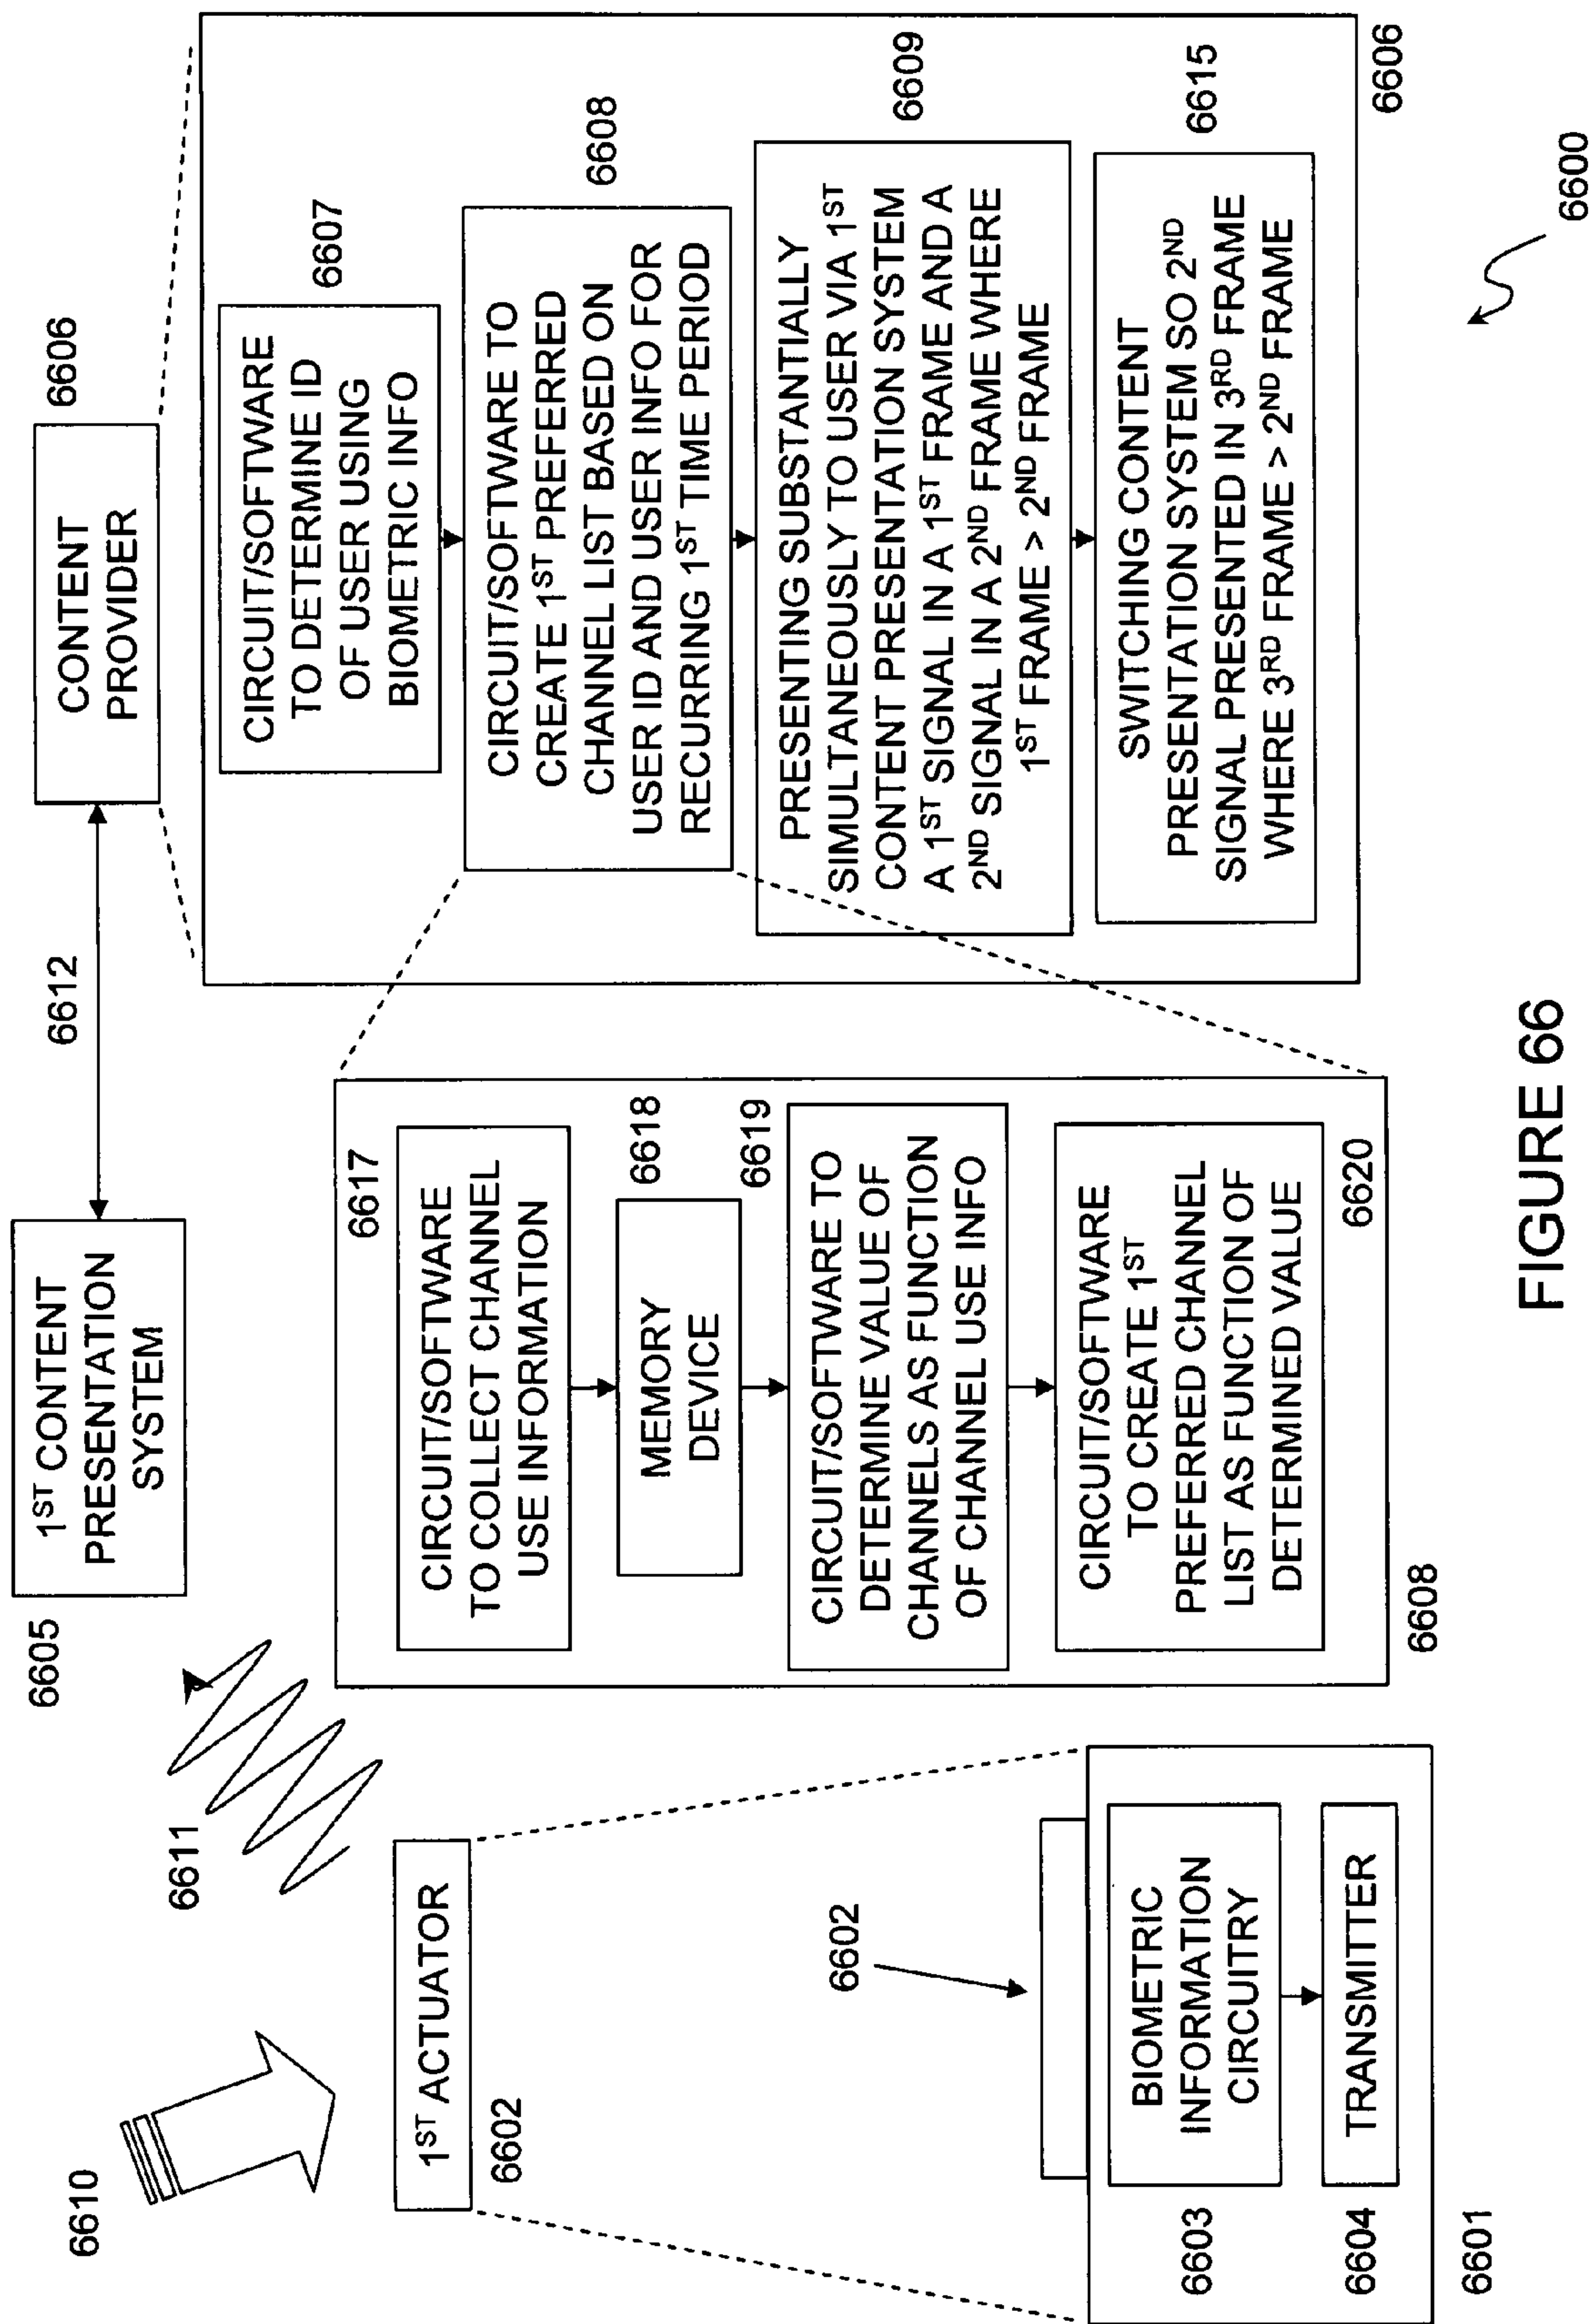 6610
1ST ACTUATOR
6602
6611
6605
1ST CONTENT
PRESENTATION
SYSTEM
6612
CONTENT
PROVIDER
6606
6602
BIOMETRIC
INFORMATION
CIRCUITRY
6603
TRANSMITTER
6604
6601
6617
CIRCUIT/SOFTWARE
TO COLLECT CHANNEL
USE INFORMATION
MEMORY
DEVICE
6618
6619
CIRCUIT/SOFTWARE TO
DETERMINE VALUE OF
CHANNELS AS FUNCTION
OF CHANNEL USE INFO
CIRCUIT/SOFTWARE
TO CREATE 1ST
PREFERRED CHANNEL
LIST AS FUNCTION OF
DETERMINED VALUE
6620
6608
CIRCUIT/SOFTWARE
TO DETERMINE ID
OF USER USING
BIOMETRIC INFO
6607
CIRCUIT/SOFTWARE TO
CREATE 1ST PREFERRED
CHANNEL LIST BASED ON
USER ID AND USER INFO FOR
RECURRING 1ST TIME PERIOD
6608
PRESENTING SUBSTANTIALLY
SIMULTANEOUSLY TO USER VIA 1ST
CONTENT PRESENTATION SYSTEM
A 1ST SIGNAL IN A 1ST FRAME AND A
2ND SIGNAL IN A 2ND FRAME WHERE
1ST FRAME > 2ND FRAME
6609
SWITCHING CONTENT
PRESENTATION SYSTEM SO 2ND
SIGNAL PRESENTED IN 3RD FRAME
WHERE 3RD FRAME > 2ND FRAME
6615
6606
6600
FIGURE 66